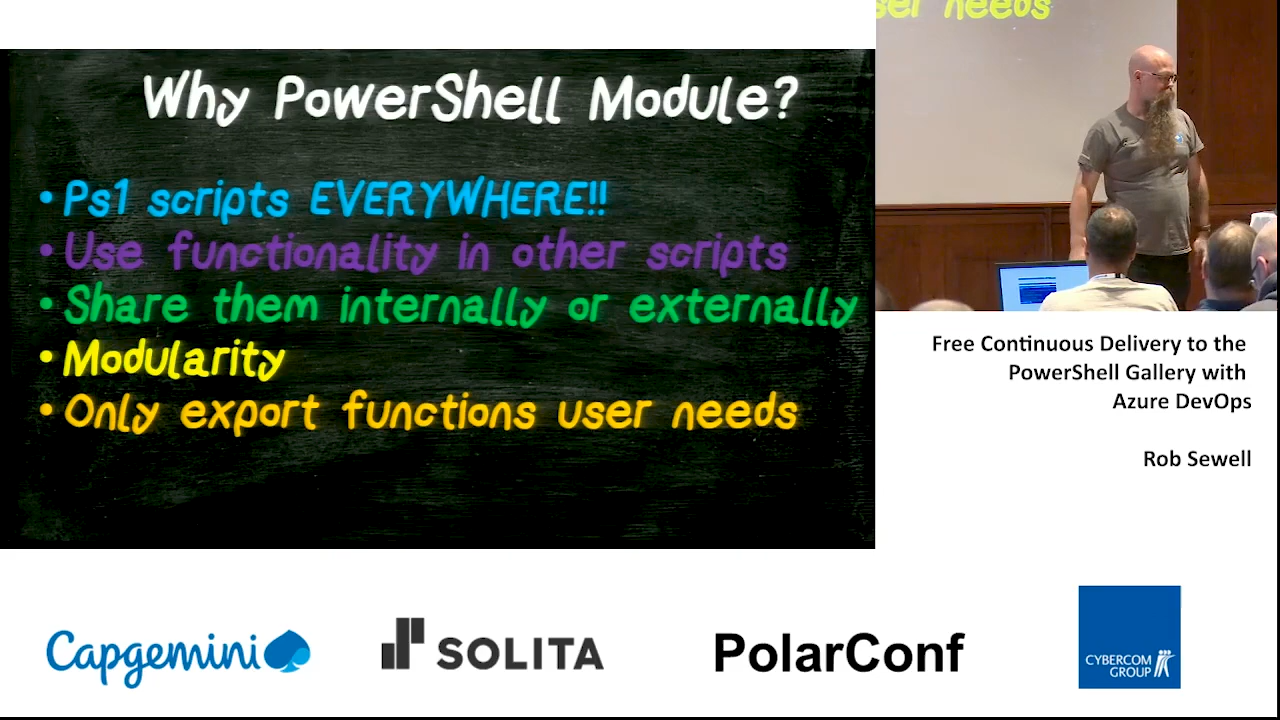 Why PowerShell Module?
• Ps1 scripts EVERYWHERE!!
• Use functionality in other scripts
• Share them internally or externally
• Modularity
• Only export functions user needs
user needs
Free Continuous Delivery to the
PowerShell Gallery with
Azure DevOps
Rob Sewell
Capgemini
SOLITA
PolarConf
CYBERCOM
GROUP